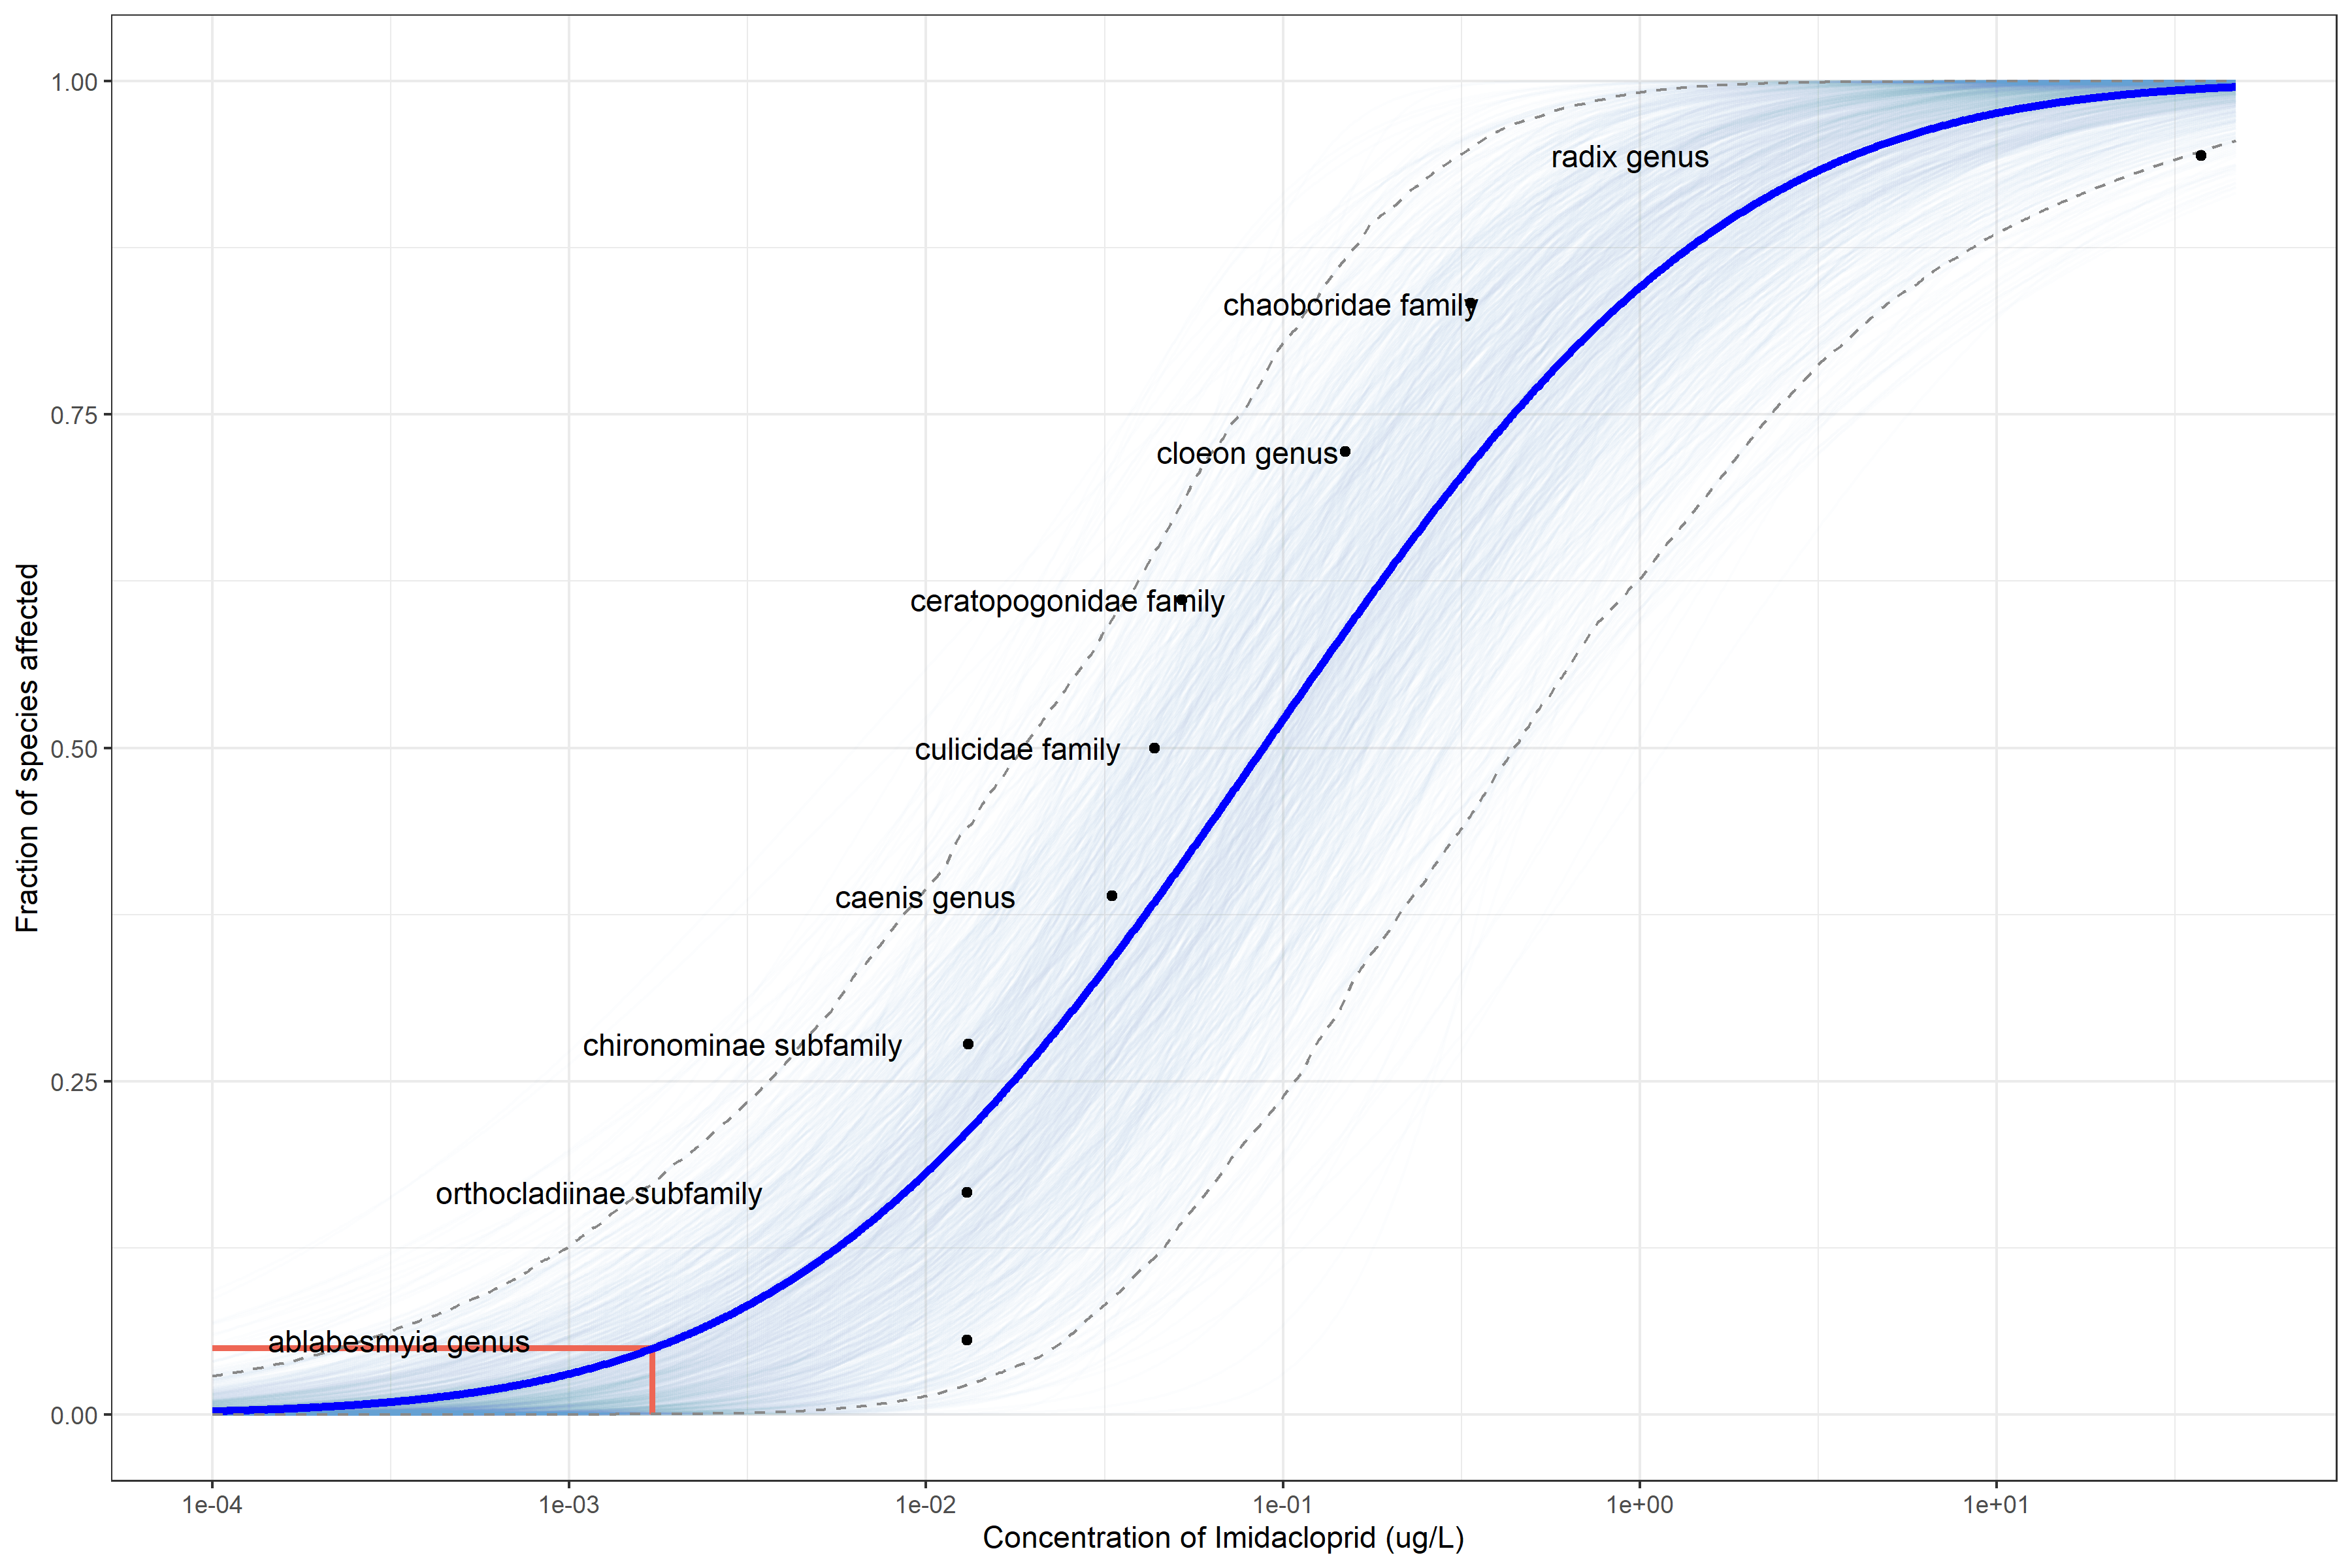 1.00
radix genus
chaoboridae family
0.75
cloeon genus
ceratopogonidae family
Fraction of species affected
0.50
culicidae family
caenis genus
chironominae subfamily
0.25
orthocladiinae subfamily
ablabesmyia genus
0.00
1e-04
1e-03
1e-02
1e-01
1e+00
1e+01
Concentration of Imidacloprid (ug/L)